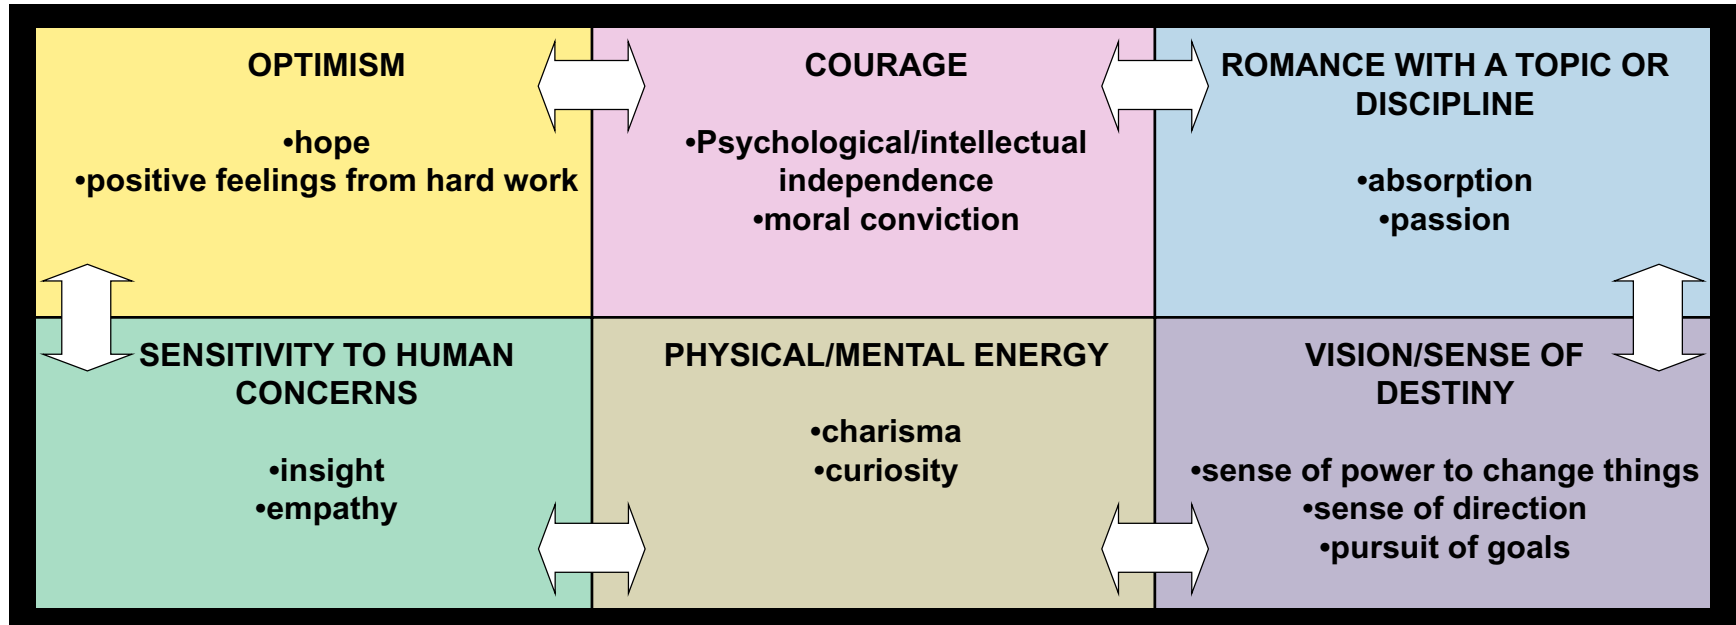 OPTIMISM
•hope
•positive feelings from hard work
COURAGE
•Psychological/intellectual
independence
•moral conviction
ROMANCE WITH A TOPIC OR
DISCIPLINE
•absorption
•passion
SENSITIVITY TO HUMAN
CONCERNS
•insight
•empathy
PHYSICAL/MENTAL ENERGY
•charisma
•curiosity
VISION/SENSE OF
DESTINY
•sense of power to change things
•sense of direction
•pursuit of goals